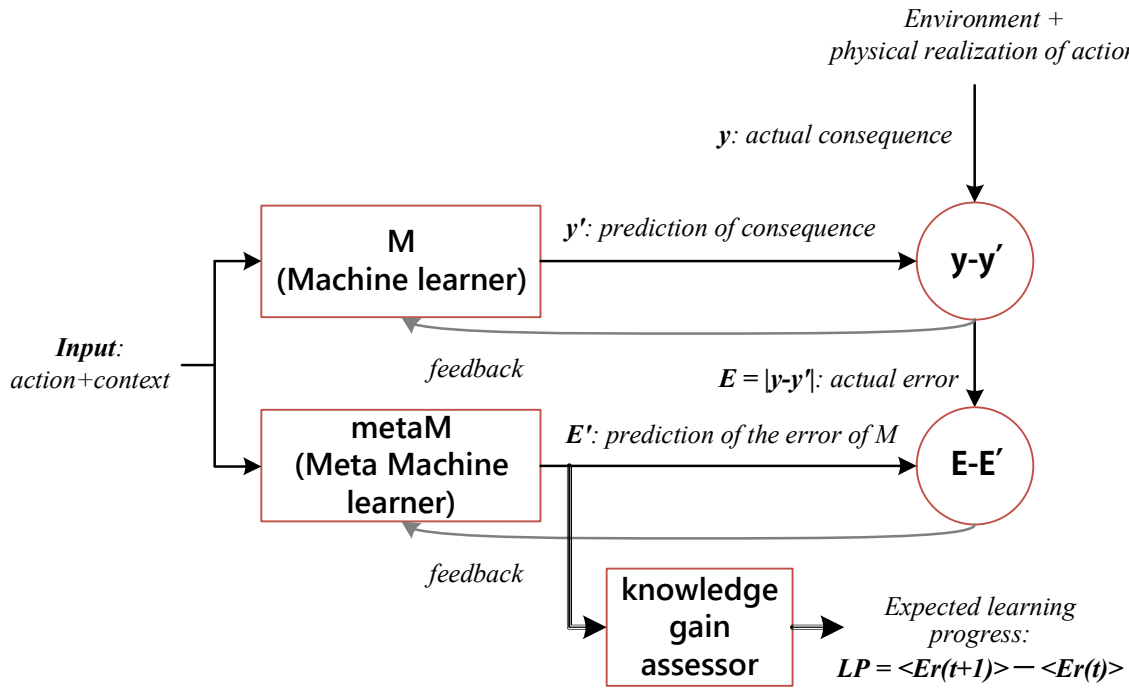 Environment +
physical realization of action
y: actual consequence
M
(Machine learner)
y': prediction of consequence
y-y′
Input:
action+context
feedback
E = |y-y'|: actual error
metaM
(Meta Machine
learner)
E': prediction of the error of M
E-E′
feedback
knowledge
gain
assessor
Expected learning
progress:
LP = <Er(t+1)> — <Er(t)>